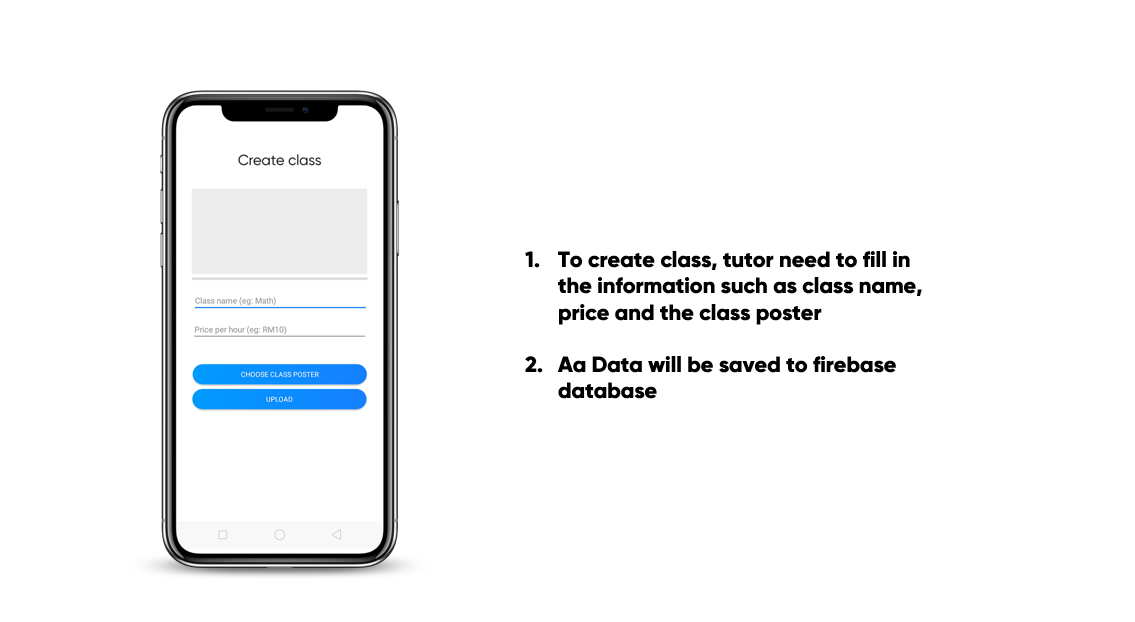 Create class
Class name (eg: Math)
Price per hour (eg: RM10)
CHOOSE CLASS POSTER
UPLOAD
1. To create class, tutor need to fill in
the information such as class name,
price and the class poster
2. Aa Data will be saved to firebase
database